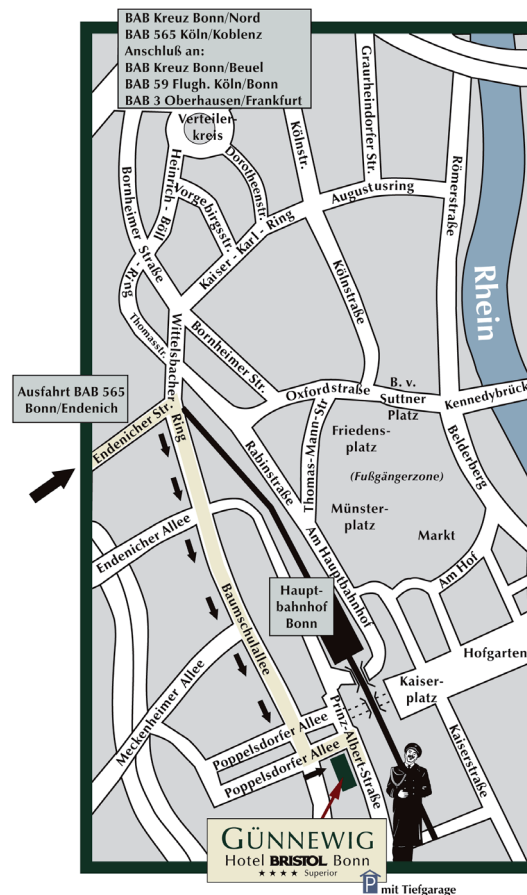 BAB Kreuz Bonn/Nord
BAB 565 Köln/Koblenz
Anschluß an:
BAB Kreuz Bonn/Beuel
BAB 59 Flugh. Köln/Bonn
BAB 3 Oberhausen/Frankfurt
Verteiler-
kreis
Kölnstr.
Graurheindorfer Str.
Römerstraße
Heinrich - Böll
- Ring
Dorotheenstr.
Vorgebirgsstr.
Bornheimer Straße
Augustusring
Kaiser - Karl - Ring
Kölnstraße
Rhein
Thomasstr.
Wittelsbacher-
Ring
Bornheimer Str.
Oxfordstraße
B. v.
Suttner
Platz
Kennedybrück
Ausfahrt BAB 565
Bonn/Endenich
Endenicher Str.
Rabinstraße
Thomas-Mann-Str
Friedens-
platz
(Fußgängerzone)
Belderberg
Münster-
platz
Markt
Endenicher Allee
Am Hauptbahnhof
Am Hof
Haupt-
bahnhof
Bonn
Baumschulallee
Hofgarten
Meckenheimer Allee
Kaiser-
platz
Poppelsdorfer Allee
Poppelsdorfer Allee
Prinz-Albert-Straße
Kaiserstraße
GÜNNEWIG
Hotel BRISTOL Bonn
★★★★ Superior
P mit Tiefgarage